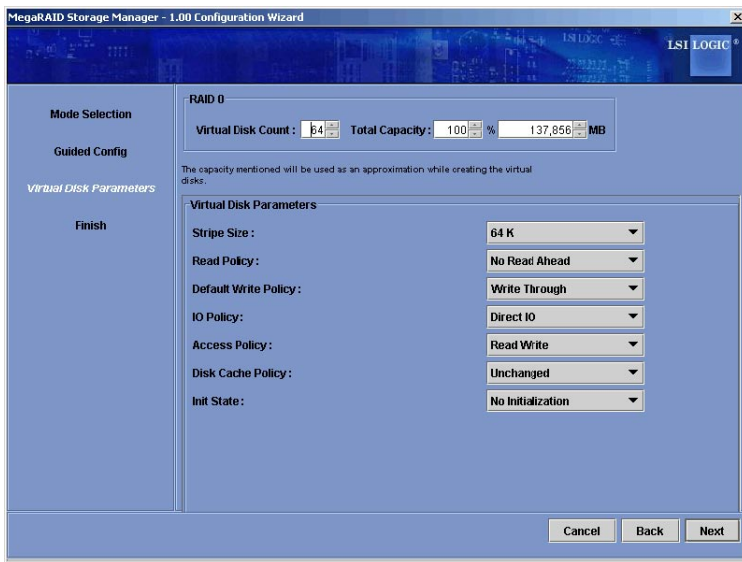 MegaRAID Storage Manager - 1.00 Configuration Wizard
LSI LOGIC
LSI LOGIC ®
Mode Selection
Guided Config
Virtual Disk Parameters
Finish
RAID 0
Virtual Disk Count : 64 Total Capacity : 100 % 137,856 MB
The capacity mentioned will be used as an approximation while creating the virtual
disks.
Virtual Disk Parameters
Stripe Size : 64 K
Read Policy : No Read Ahead
Default Write Policy : Write Through
IO Policy: Direct IO
Access Policy : Read Write
Disk Cache Policy : Unchanged
Init State : No Initialization
Cancel Back Next